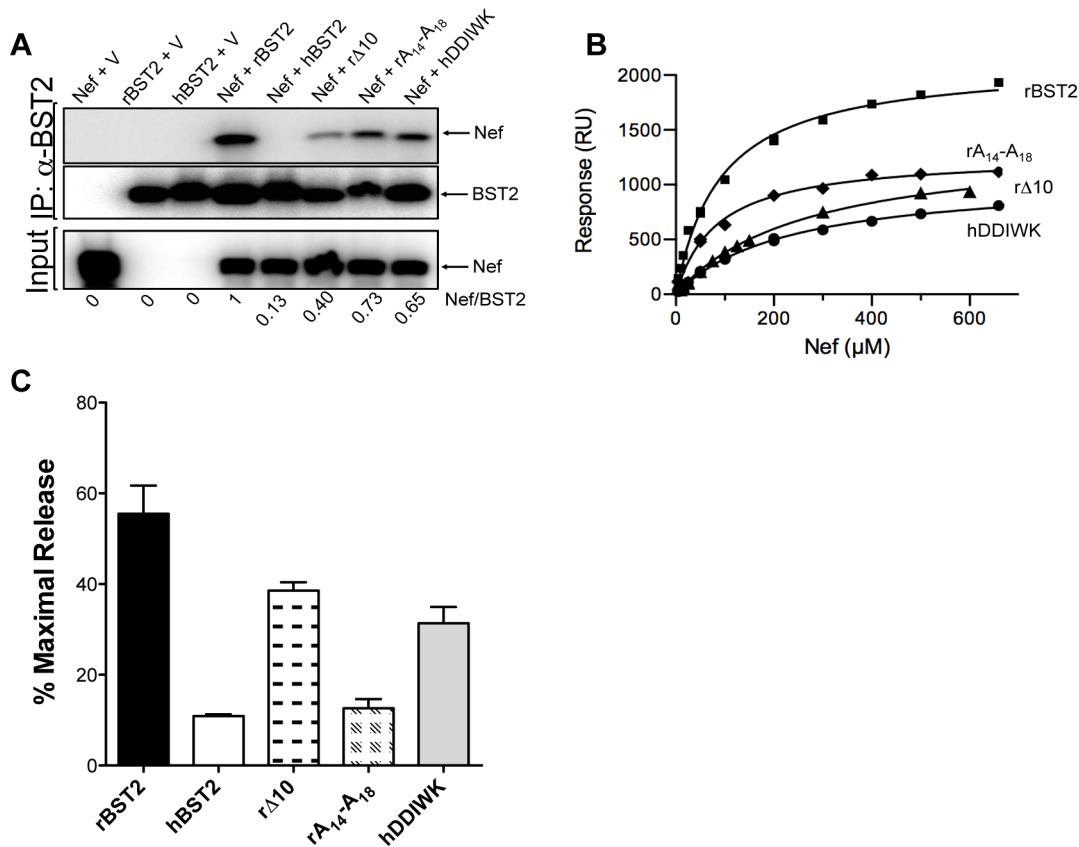 A
Nef + V
rBST2 + V
hBST2 + V
Nef + rBST2
Nef + hBST2
Nef + rΔ10
Nef + rA14-A18
Nef + hDDIWK
IP: α-BST2
Nef
BST2
Input
Nef
0 0 0 1 0.13 0.40 0.73 0.65 Nef/BST2
B
Response (RU)
2000
1500
1000
500
0
0 200 400 600
Nef (µM)
rBST2
rA14-A18
rΔ10
hDDIWK
C
% Maximal Release
80
60
40
20
0
rBST2
hBST2
rΔ10
rA14-A18
hDDIWK